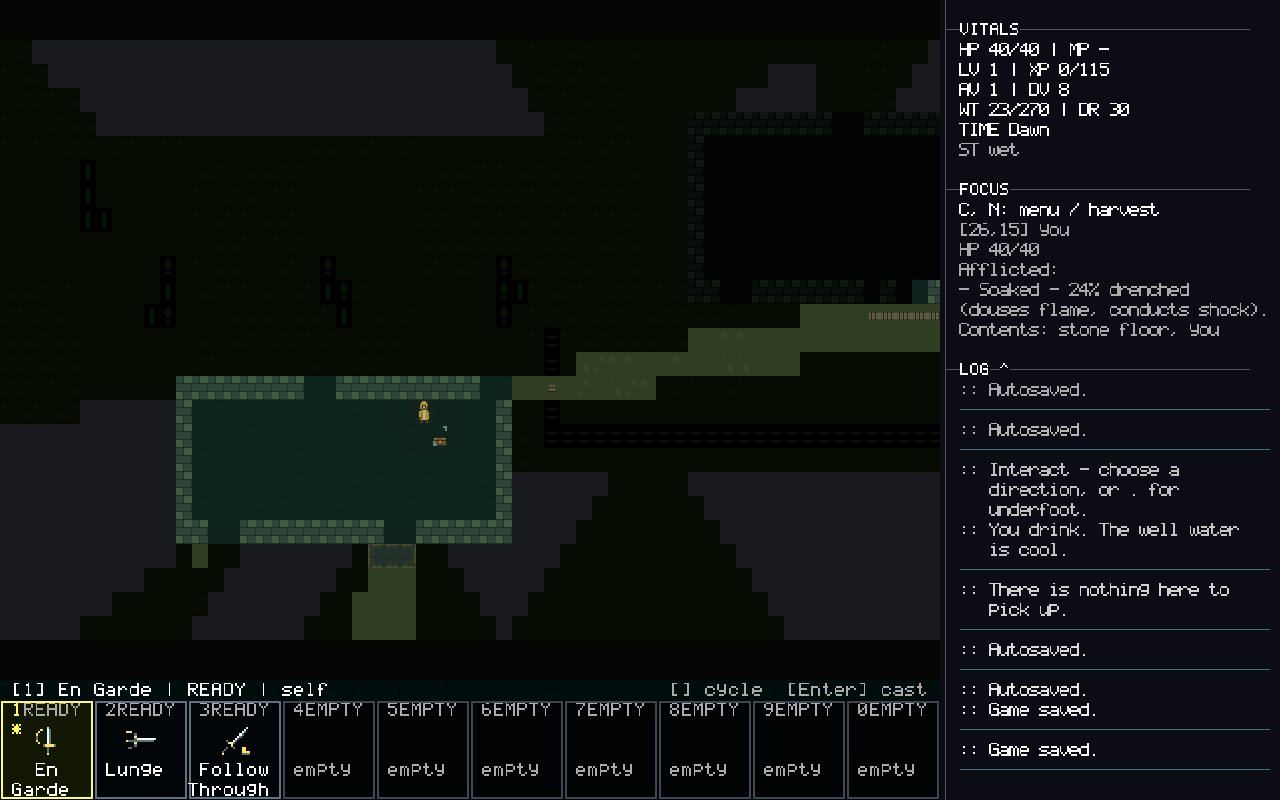 VITALS
HP 40/40 | MP -
LV 1 | XP 0/115
AV 1 | DV 8
WT 23/270 | DR 30
TIME Dawn
ST wet
FOCUS
C, N: menu / harvest
[26,15] You
HP 40/40
Afflicted:
- Soaked - 24% drenched
(douses flame, conducts shock).
Contents: stone floor, You
LOG ^
:: Autosaved.
:: Autosaved.
:: Interact - choose a
direction, or . for
underfoot.
:: You drink. The well water
is cool.
:: There is nothing here to
Pick up.
:: Autosaved.
:: Autosaved.
:: Game saved.
:: Game saved.
[1] En Garde | READY | self
[] cycle [Enter] cast
1READY 2READY 3READY 4EMPTY 5EMPTY 6EMPTY 7EMPTY 8EMPTY 9EMPTY 0EMPTY
*
En Lunge Follow empty empty empty empty empty empty empty
Garde Through